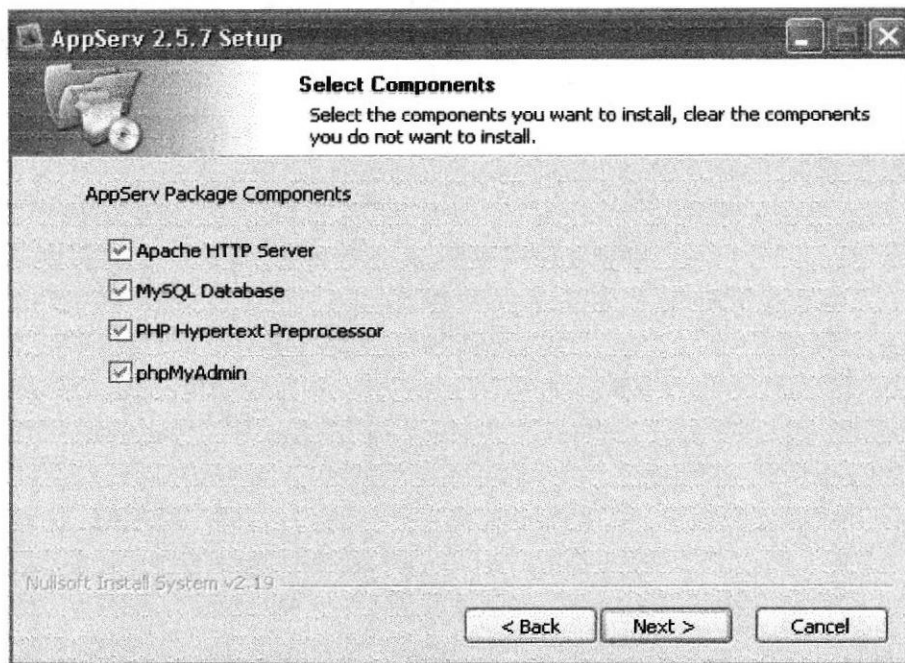 AppServ 2.5.7 Setup
Select Components
Select the components you want to install, clear the components
you do not want to install.
AppServ Package Components
Apache HTTP Server
MySQL Database
PHP Hypertext Preprocessor
phpMyAdmin
Nullsoft Install System v2.19
< Back
Next >
Cancel